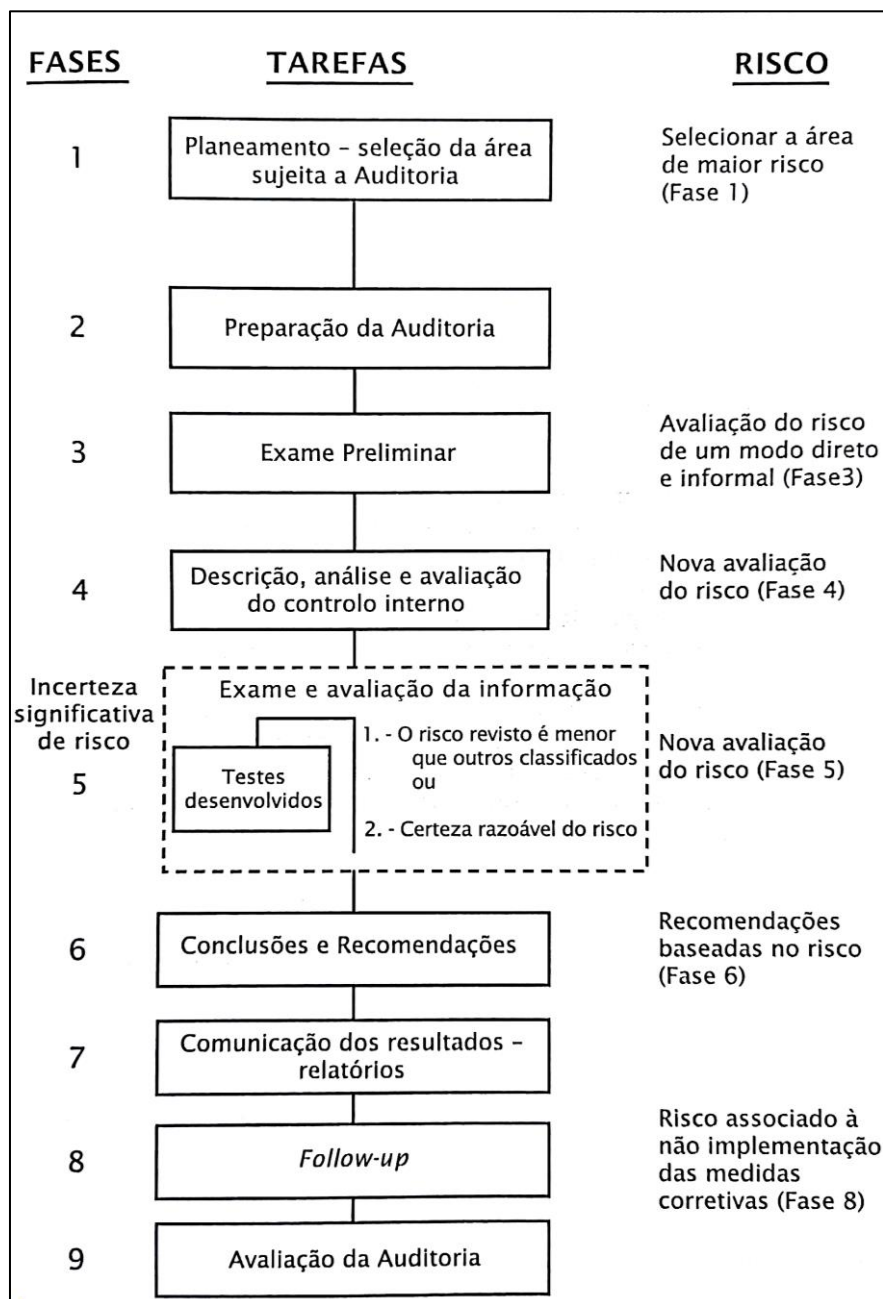 FASES TAREFAS RISCO
1
Planeamento – seleção da área
sujeita a Auditoria
Selecionar a área
de maior risco
(Fase 1)
2
Preparação da Auditoria
3
Exame Preliminar
Avaliação do risco
de um modo direto
e informal (Fase3)
4
Descrição, análise e avaliação
do controlo interno
Nova avaliação
do risco (Fase 4)
Incerteza
significativa
de risco
5
Exame e avaliação da informação
Testes
desenvolvidos
1. - O risco revisto é menor
que outros classificados
ou
2. - Certeza razoável do risco
Nova avaliação
do risco (Fase 5)
6
Conclusões e Recomendações
Recomendações
baseadas no risco
(Fase 6)
7
Comunicação dos resultados –
relatórios
8
Follow-up
Risco associado à
não implementação
das medidas
corretivas (Fase 8)
9
Avaliação da Auditoria